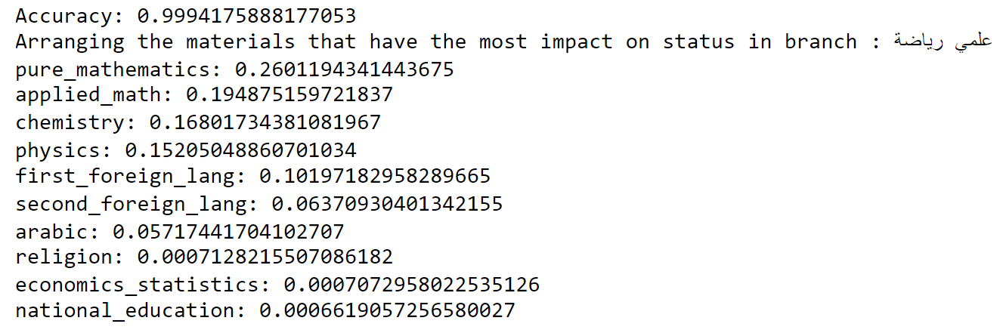 Accuracy: 0.9994175888177053
Arranging the materials that have the most impact on status in branch : علمي رياضة
pure_mathematics: 0.2601194341443675
applied_math: 0.194875159721837
chemistry: 0.16801734381081967
physics: 0.15205048860701034
first_foreign_lang: 0.10197182958289665
second_foreign_lang: 0.06370930401342155
arabic: 0.05717441704102707
religion: 0.0007128215507086182
economics_statistics: 0.0007072958022535126
national_education: 0.0006619057256580027